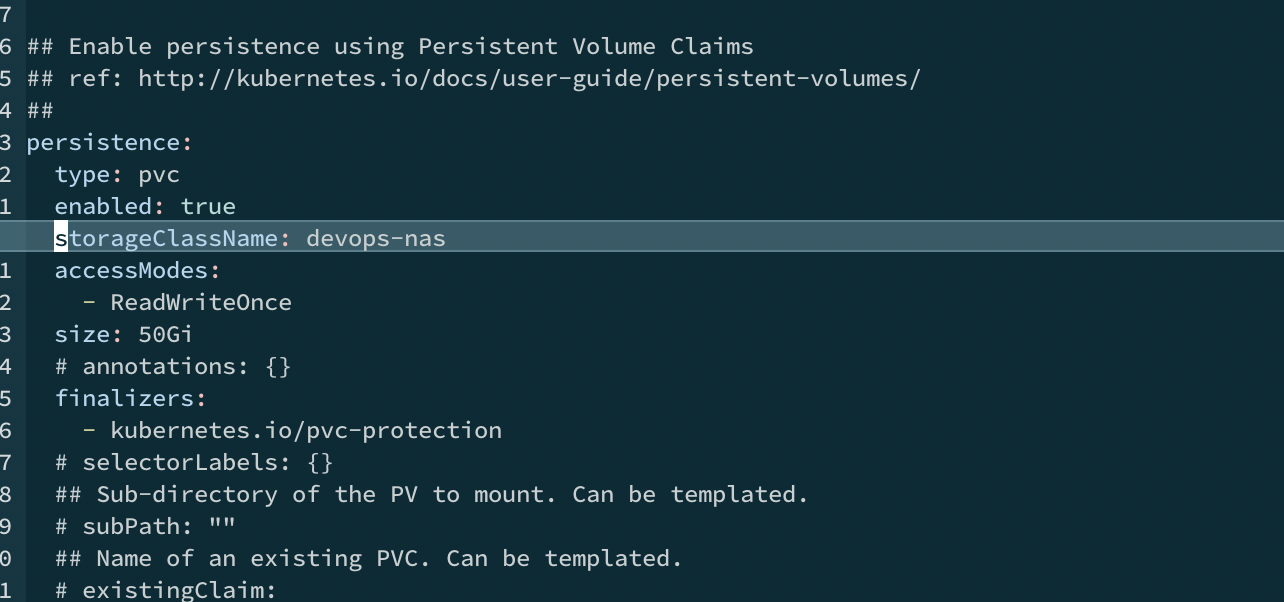 7
6 ## Enable persistence using Persistent Volume Claims
5 ## ref: http://kubernetes.io/docs/user-guide/persistent-volumes/
4 ##
3 persistence:
2   type: pvc
1   enabled: true
  storageClassName: devops-nas
1   accessModes:
2     - ReadWriteOnce
3   size: 50Gi
4   # annotations: {}
5   finalizers:
6     - kubernetes.io/pvc-protection
7   # selectorLabels: {}
8   ## Sub-directory of the PV to mount. Can be templated.
9   # subPath: ""
0   ## Name of an existing PVC. Can be templated.
1   # existingClaim: